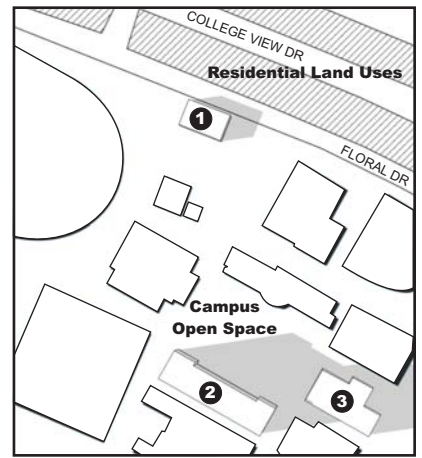 COLLEGE VIEW DR
Residential Land Uses
1
FLORAL DR
Campus
Open Space
2
3